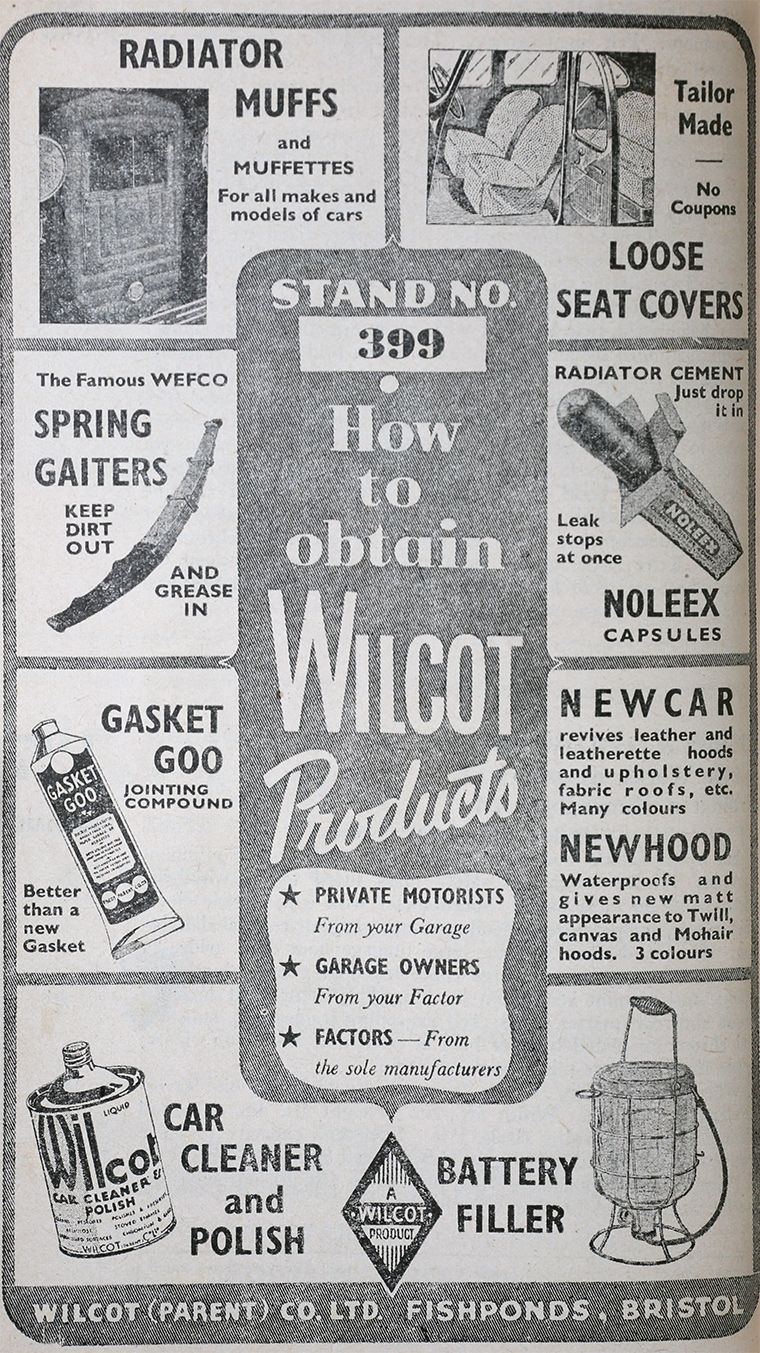 RADIATOR
MUFFS
and
MUFFETTES
For all makes and
models of cars
Tailor
Made
—
No
Coupons
LOOSE
SEAT COVERS
STAND NO.
399
How
to
obtain
WILCOT
Products
★ PRIVATE MOTORISTS
From your Garage
★ GARAGE OWNERS
From your Factor
★ FACTORS — From
the sole manufacturers
The Famous WEFCO
SPRING
GAITERS
KEEP
DIRT
OUT
AND
GREASE
IN
RADIATOR CEMENT
Just drop
it in
NOLEEX
Leak
stops
at once
NOLEEX
CAPSULES
GASKET
GOO
JOINTING
COMPOUND
GASKET
GOO
Better
than a
new
Gasket
NEWCAR
revives leather and
leatherette hoods
and upholstery,
fabric roofs, etc.
Many colours
NEWHOOD
Waterproofs and
gives new matt
appearance to Twill,
canvas and Mohair
hoods. 3 colours
LIQUID
Wilcot
CAR CLEANER &
POLISH
WILCOT
CAR
CLEANER
and
POLISH
A
WILCOT
PRODUCT
BATTERY
FILLER
WILCOT (PARENT) CO. LTD. FISHPONDS, BRISTOL